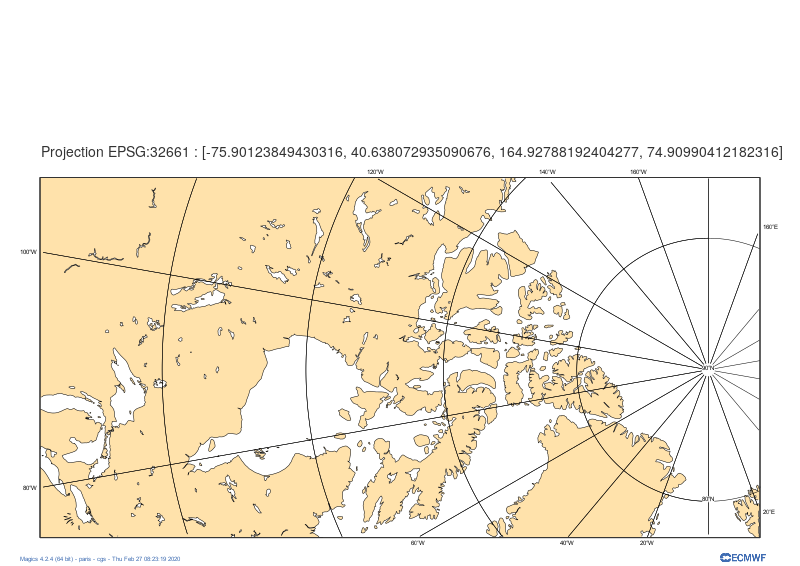 Projection EPSG:32661 : [-75.90123849430316, 40.638072935090676, 164.92788192404277, 74.90990412182316]
120°W 140°W 160°W
160°E
100°W
90°N
80°W
80°N
20°E
60°W 40°W 20°W
Magics 4.2.4 (64 bit) - paris - cgs - Thu Feb 27 08:23:19 2020
ECMWF